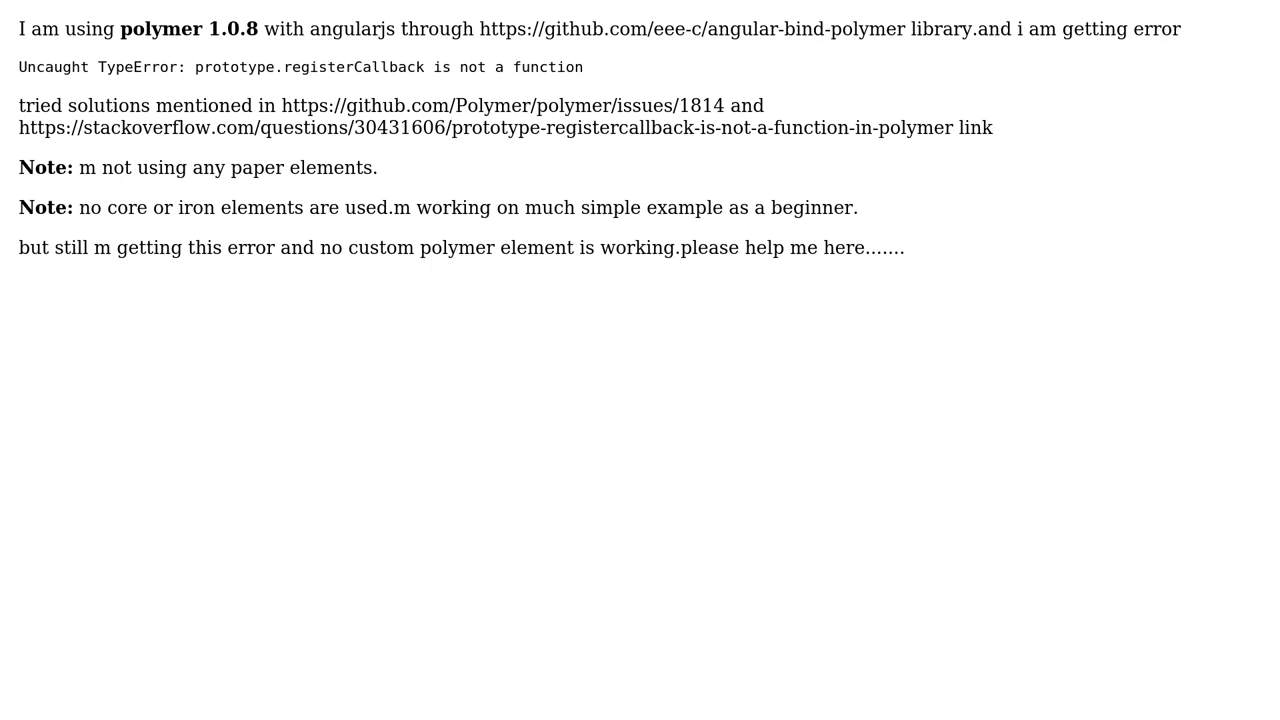 I am using polymer 1.0.8 with angularjs through https://github.com/eee-c/angular-bind-polymer library.and i am getting error
Uncaught TypeError: prototype.registerCallback is not a function
tried solutions mentioned in https://github.com/Polymer/polymer/issues/1814 and
https://stackoverflow.com/questions/30431606/prototype-registercallback-is-not-a-function-in-polymer link
Note: m not using any paper elements.
Note: no core or iron elements are used.m working on much simple example as a beginner.
but still m getting this error and no custom polymer element is working.please help me here.......